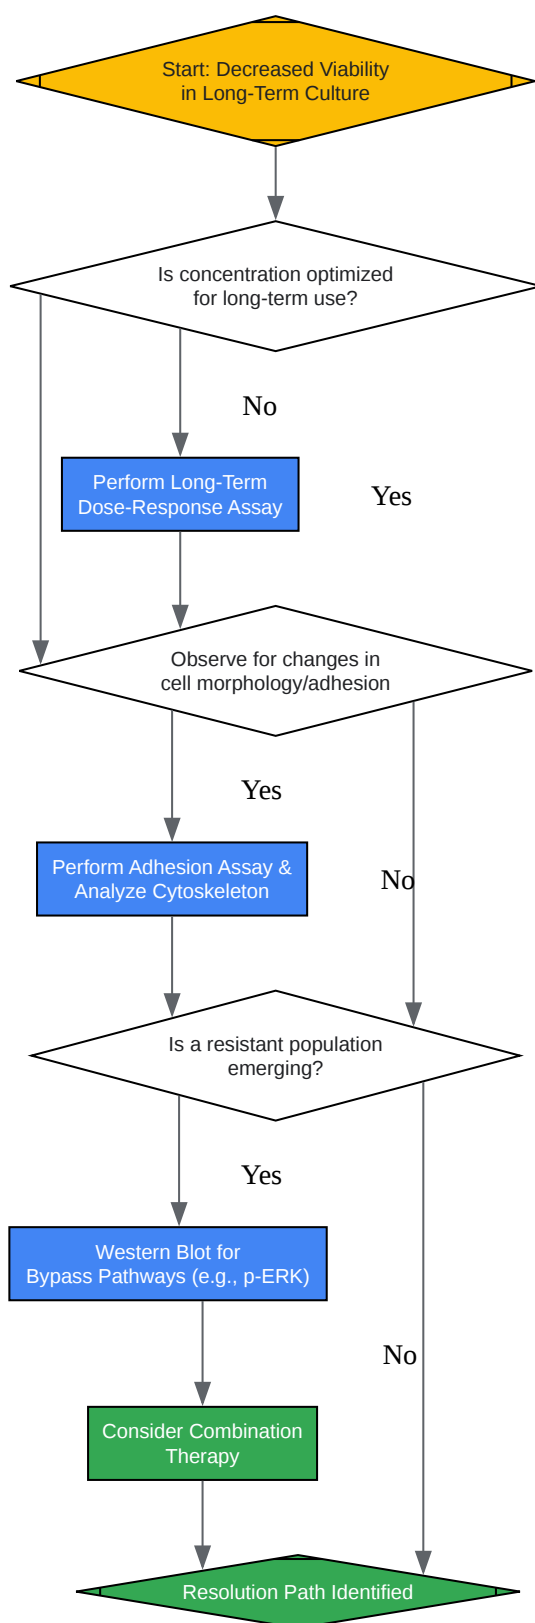 Start: Decreased Viability
in Long-Term Culture
Is concentration optimized
for long-term use?
No
Perform Long-Term
Dose-Response Assay
Yes
Observe for changes in
cell morphology/adhesion
Yes
Perform Adhesion Assay &
Analyze Cytoskeleton
No
Is a resistant population
emerging?
Yes
Western Blot for
Bypass Pathways (e.g., p-ERK)
No
Consider Combination
Therapy
Resolution Path Identified